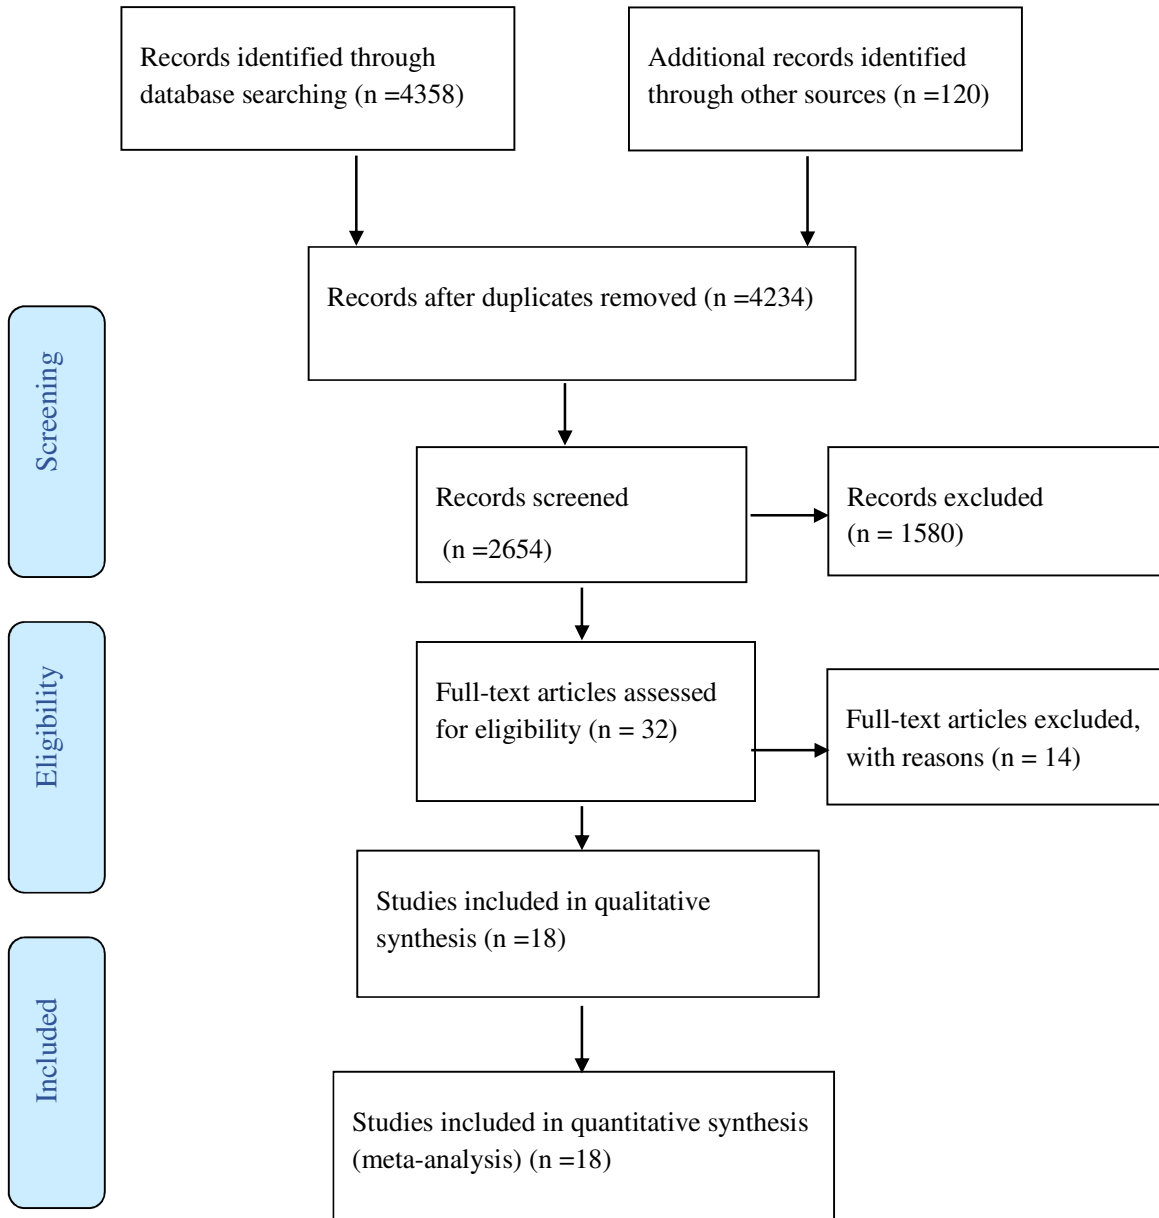 Records identified through
database searching (n =4358)
Additional records identified
through other sources (n =120)
Records after duplicates removed (n =4234)
Screening
Records screened
(n =2654)
Records excluded
(n = 1580)
Eligibility
Full-text articles assessed
for eligibility (n = 32)
Full-text articles excluded,
with reasons (n = 14)
Studies included in qualitative
synthesis (n =18)
Included
Studies included in quantitative synthesis
(meta-analysis) (n =18)